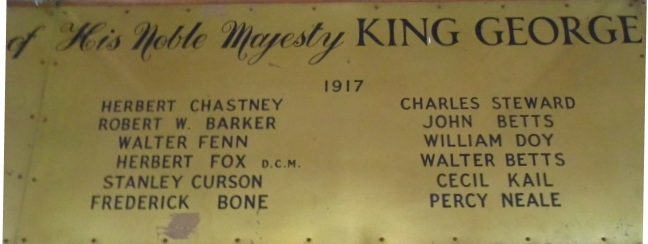 of His Noble Majesty KING GEORGE
1917
HERBERT CHASTNEY
ROBERT W. BARKER
WALTER FENN
HERBERT FOX D.C.M.
STANLEY CURSON
FREDERICK BONE
CHARLES STEWARD
JOHN BETTS
WILLIAM DOY
WALTER BETTS
CECIL KAIL
PERCY NEALE